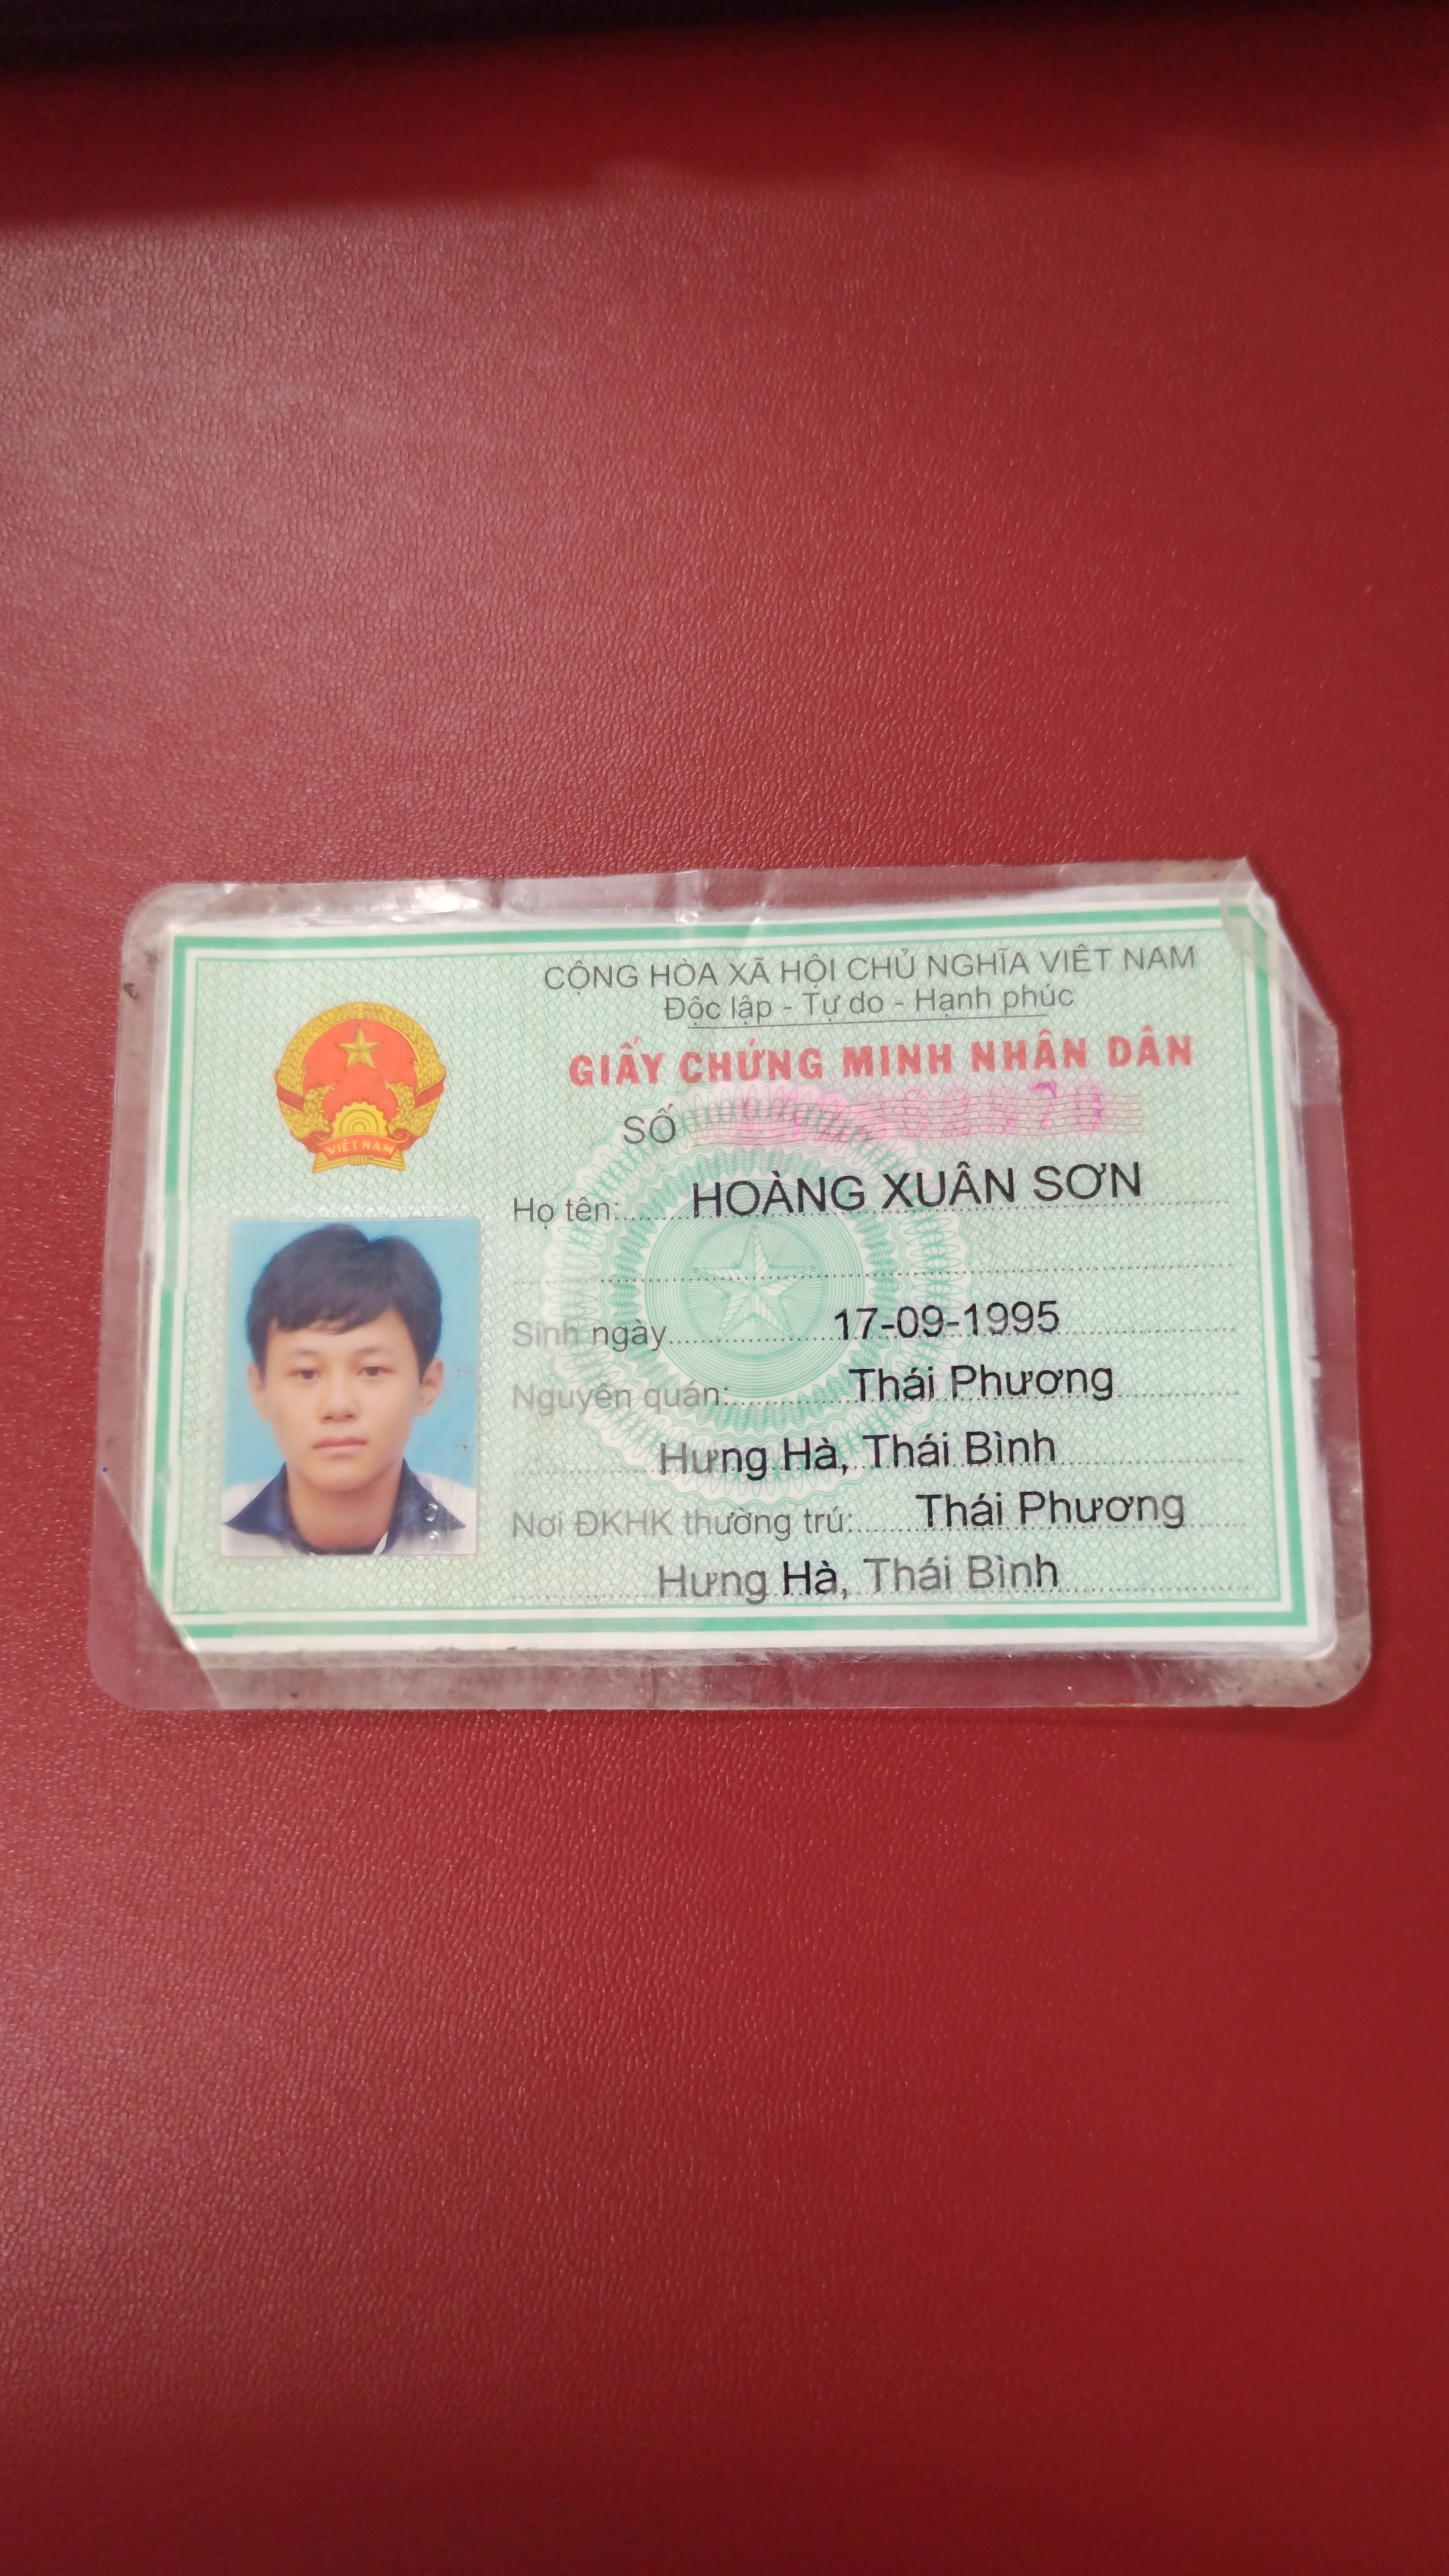 CỘNG HÒA XÃ HỘI CHỦ NGHĨA VIỆT NAM
Độc lập - Tự do - Hạnh phúc
GIẤY CHỨNG MINH NHÂN DÂN
SỐ
VIỆT NAM
Họ tên: HOÀNG XUÂN SƠN
Sinh ngày 17-09-1995
Nguyên quán: Thái Phương
Hưng Hà, Thái Bình
Nơi ĐKHK thường trú: Thái Phương
Hưng Hà, Thái Bình